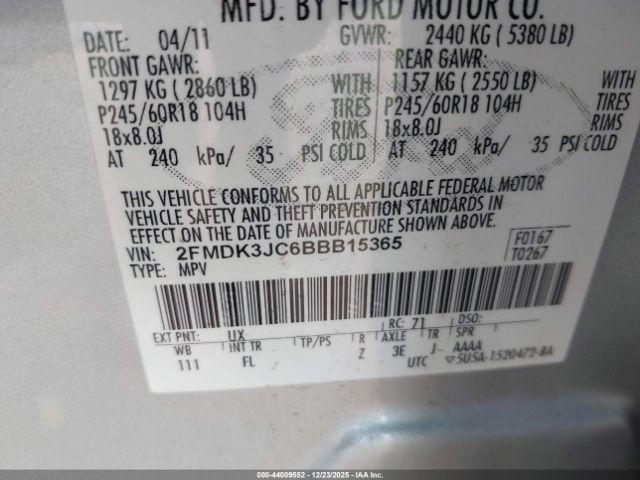 MFD. BY FORD MOTOR CO.
DATE: 04/11 GVWR: 2440 KG ( 5380 LB)
FRONT GAWR: REAR GAWR:
1297 KG ( 2860 LB) WITH 1157 KG ( 2550 LB) WITH
P245/60R18 104H TIRES P245/60R18 104H TIRES
18x8.0J RIMS 18x8.0J RIMS
AT 240 kPa/ 35 PSI COLD AT 240 kPa/ 35 PSI COLD
THIS VEHICLE CONFORMS TO ALL APPLICABLE FEDERAL MOTOR
VEHICLE SAFETY AND THEFT PREVENTION STANDARDS IN
EFFECT ON THE DATE OF MANUFACTURE SHOWN ABOVE.
VIN: 2FMDK3JC6BBB15365 F0167
TYPE: MPV T0267
EXT PNT: UX RC: 71 DSO:
WB INT TR TP/PS R AXLE TR SPR
111 FL Z 3E J AAAA
UTC 5U5A-1520472-BA
000-44009552 - 12/23/2025 - IAAI, Inc.